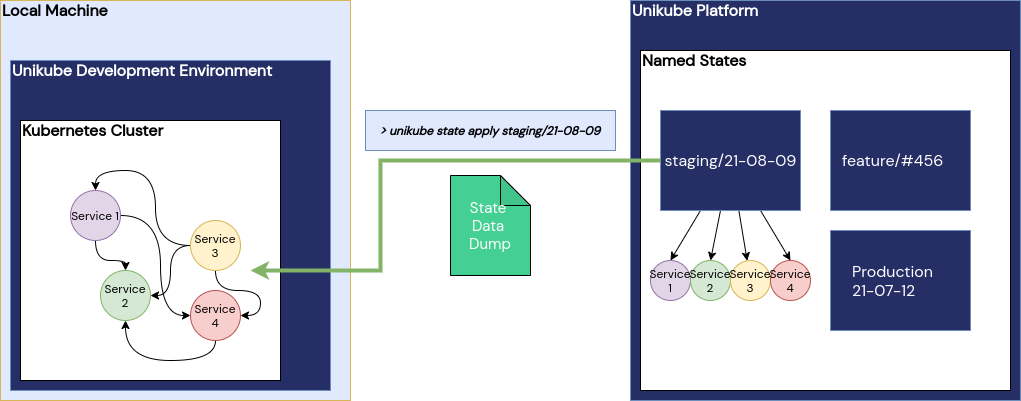 Local Machine
Unikube Development Environment
Kubernetes Cluster
Service 1
Service
3
Service
2
Service
4
> unikube state apply staging/21-08-09
State
Data
Dump
Unikube Platform
Named States
staging/21-08-09
feature/#456
Service
1
Service
2
Service
3
Service
4
Production
21-07-12